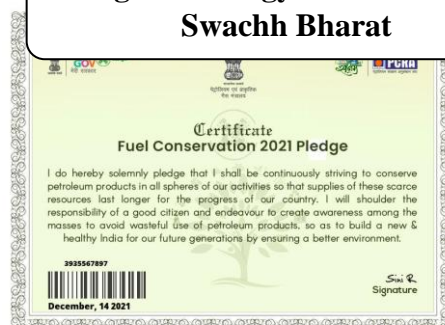 Swachh Bharat
GOV
मेरी सरकार
पेट्रोलियम एवं प्राकृतिक
गैस मंत्रालय
PCRA
Certificate
Fuel Conservation 2021 Pledge
I do hereby solemnly pledge that I shall be continuously striving to conserve
petroleum products in all spheres of our activities so that supplies of these scarce
resources last longer for the progress of our country. I will shoulder the
responsibility of a good citizen and endeavour to create awareness among the
masses to avoid wasteful use of petroleum products, so as to build a new &
healthy India for our future generations by ensuring a better environment.
3935567897
December, 14 2021
Signature